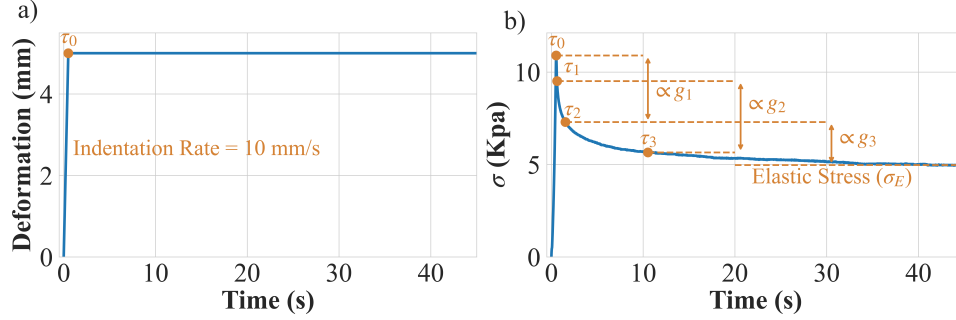 a)
τ0
Deformation (mm)
4
2
0
Indentation Rate = 10 mm/s
0 10 20 30 40
Time (s)
b)
τ0
τ1
∝ g1
∝ g2
τ2
∝ g3
τ3
Elastic Stress (σE)
σ (Kpa)
10
5
0
0 10 20 30 40
Time (s)